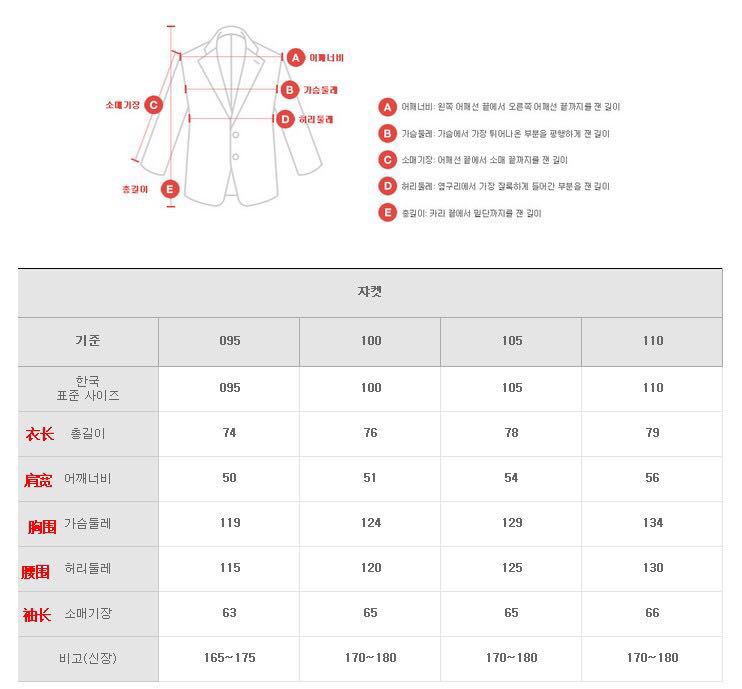 A 어깨너비
B 가슴둘레
소매기장 C
D 허리둘레
총길이 E
A 어깨너비: 왼쪽 어깨선 끝에서 오른쪽 어깨선 끝까지를 잰 길이
B 가슴둘레: 가슴에서 가장 튀어나온 부분을 평행하게 잰 길이
C 소매기장: 어깨선 끝에서 소매 끝까지를 잰 길이
D 허리둘레: 옆구리에서 가장 잘록하게 들어간 부분을 잰 길이
E 총길이: 카라 끝에서 밑단까지를 잰 길이
쟈켓
기준 095 100 105 110
한국
표준 사이즈 095 100 105 110
衣长 총길이 74 76 78 79
肩宽 어깨너비 50 51 54 56
胸围 가슴둘레 119 124 129 134
腰围 허리둘레 115 120 125 130
袖长 소매기장 63 65 65 66
비고(신장) 165~175 170~180 170~180 170~180